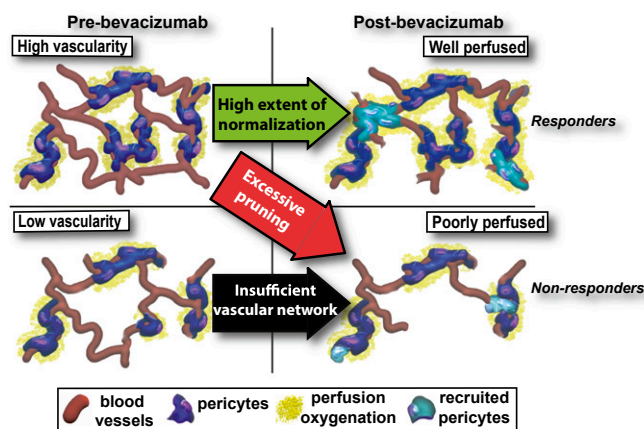 Pre-bevacizumab
Post-bevacizumab
High vascularity
Well perfused
High extent of
normalization
Responders
Excessive
pruning
Low vascularity
Poorly perfused
Insufficient
vascular network
Non-responders
blood
vessels
pericytes
perfusion
oxygenation
recruited
pericytes